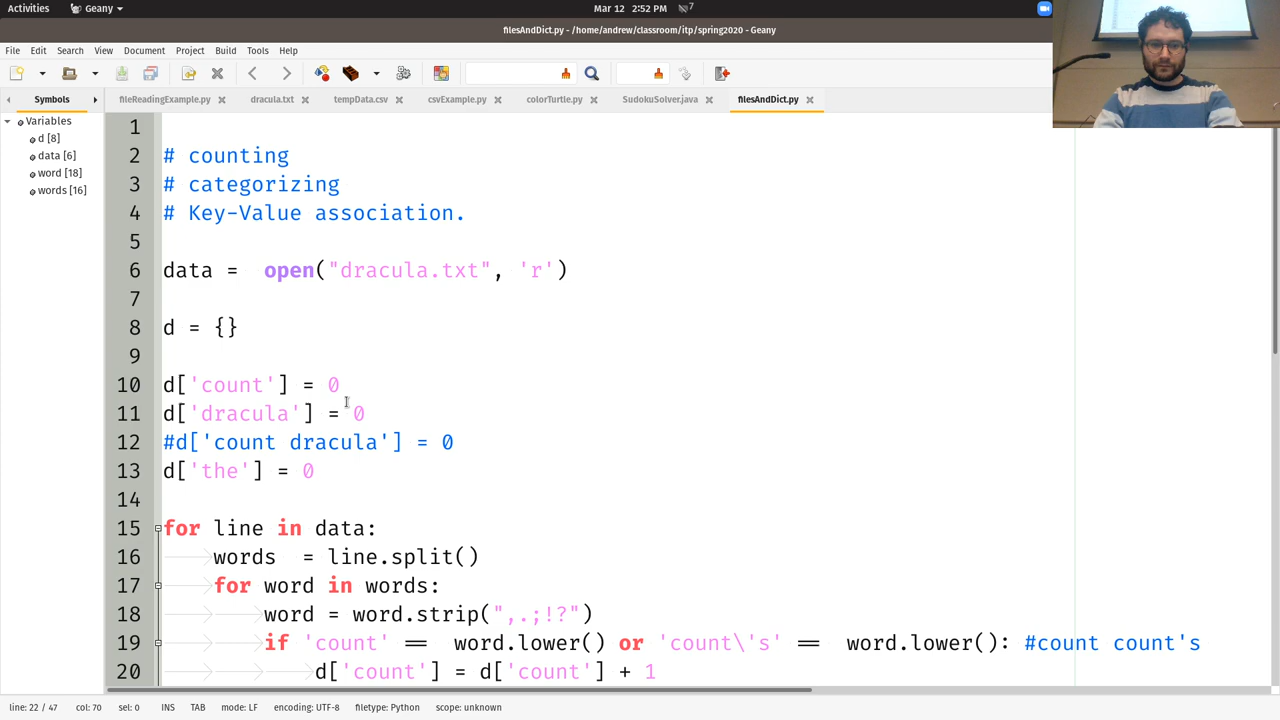 Activities
Geany
Mar 12 2:52 PM
7
filesAndDict.py - /home/andrew/classroom/itp/spring2020 - Geany
File Edit Search View Document Project Build Tools Help
Symbols
fileReadingExample.py
dracula.txt
tempData.csv
csvExample.py
colorTurtle.py
SudokuSolver.java
filesAndDict.py
Variables
d [8]
data [6]
word [18]
words [16]
1
2 # counting
3 # categorizing
4 # Key-Value association.
5
6 data =  open("dracula.txt", 'r')
7
8 d = {}
9
10 d['count'] = 0
11 d['dracula'] = 0
12 #d['count dracula'] = 0
13 d['the'] = 0
14
15 for line in data:
16 words  = line.split()
17 for word in words:
18 word = word.strip(",.;!?")
19 if 'count' ==  word.lower() or 'count\'s' ==  word.lower(): #count count's
20 d['count'] = d['count'] + 1
line: 22 / 47 col: 70 sel: 0 INS TAB mode: LF encoding: UTF-8 filetype: Python scope: unknown